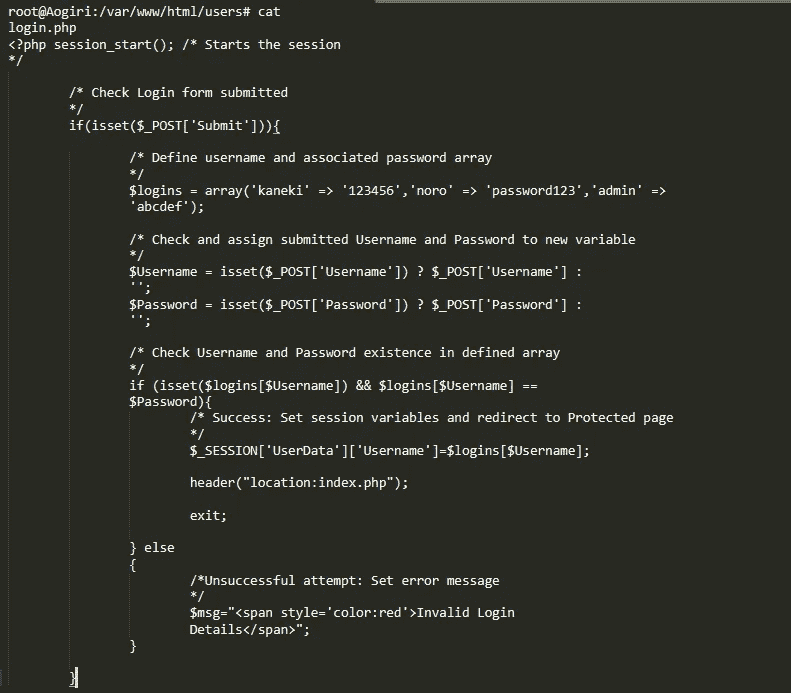 root@Aogiri:/var/www/html/users# cat
login.php
<?php session_start(); /* Starts the session
*/
/* Check Login form submitted
*/
if(isset($_POST['Submit'])){
/* Define username and associated password array
*/
$logins = array('kaneki' => '123456','noro' => 'password123','admin' =>
'abcdef');
/* Check and assign submitted Username and Password to new variable
*/
$Username = isset($_POST['Username']) ? $_POST['Username'] :
'';
$Password = isset($_POST['Password']) ? $_POST['Password'] :
'';
/* Check Username and Password existence in defined array
*/
if (isset($logins[$Username]) && $logins[$Username] ==
$Password){
/* Success: Set session variables and redirect to Protected page
*/
$_SESSION['UserData']['Username']=$logins[$Username];
header("location:index.php");
exit;
} else
{
/*Unsuccessful attempt: Set error message
*/
$msg="<span style='color:red'>Invalid Login
Details</span>";
}
}